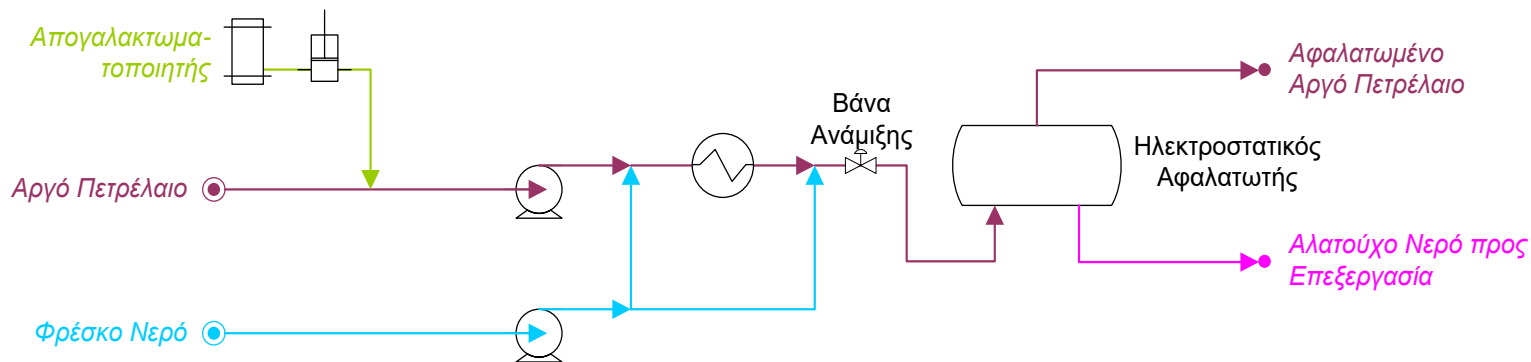 Απογαλακτωμα-
τοποιητής
Αργό Πετρέλαιο
Φρέσκο Νερό
Βάνα
Ανάμιξης
Ηλεκτροστατικός
Αφαλατωτής
Αφαλατωμένο
Αργό Πετρέλαιο
Αλατούχο Νερό προς
Επεξεργασία